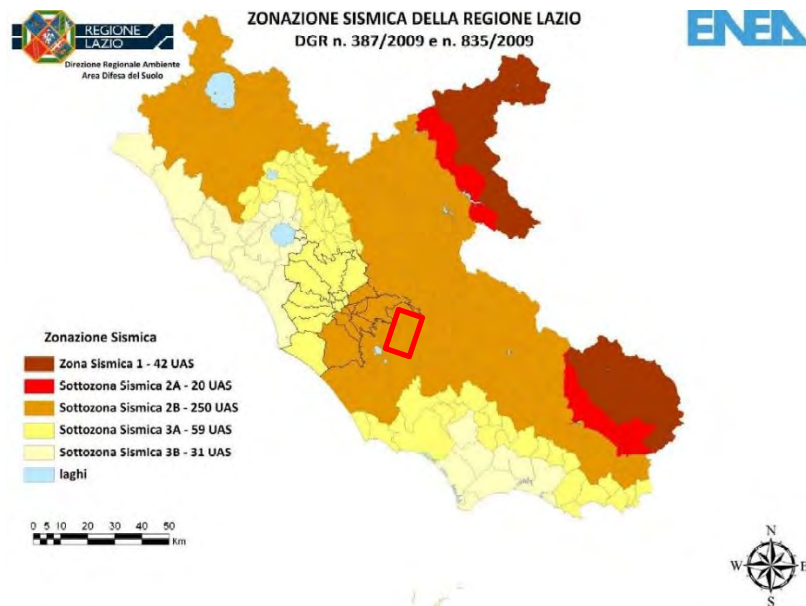 REGIONE
LAZIO
Direzione Regionale Ambiente
Area Difesa del Suolo
ZONAZIONE SISMICA DELLA REGIONE LAZIO
DGR n. 387/2009 e n. 835/2009
ENEA
Zonazione Sismica
Zona Sismica 1 - 42 UAS
Sottozona Sismica 2A - 20 UAS
Sottozona Sismica 2B - 250 UAS
Sottozona Sismica 3A - 59 UAS
Sottozona Sismica 3B - 31 UAS
laghi
0 5 10 20 30 40 50
Km
N
W E
S